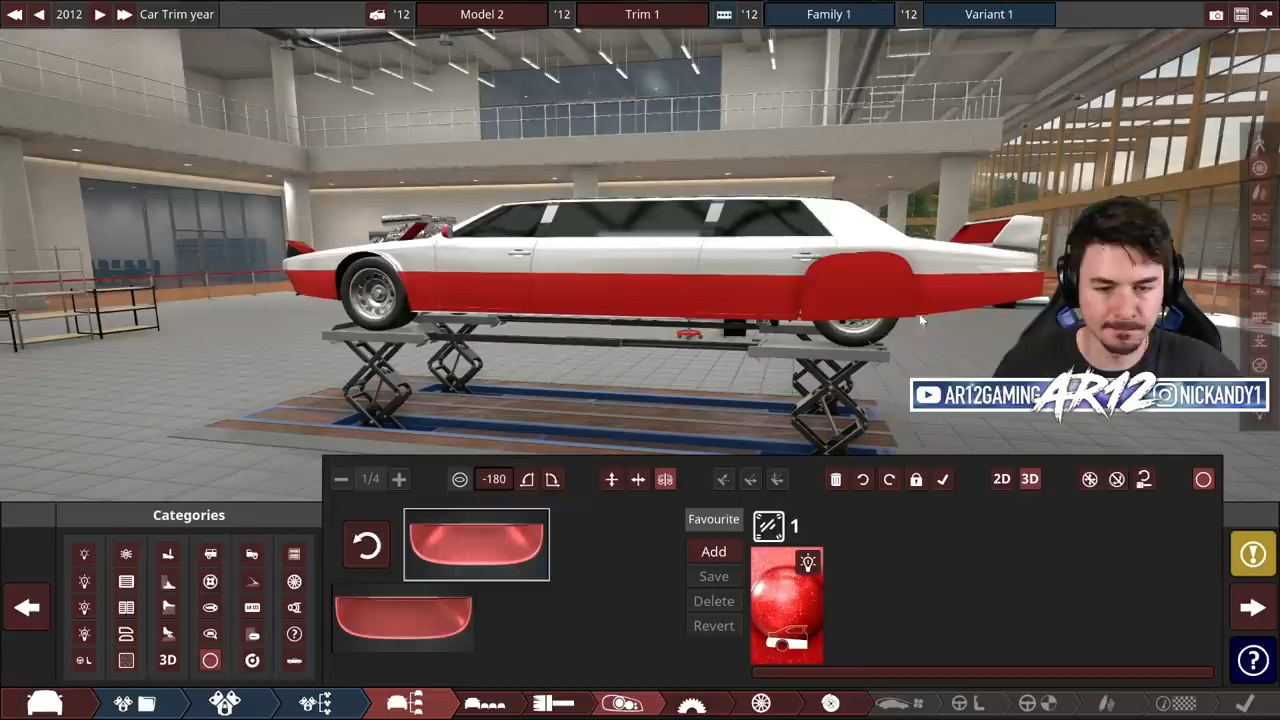 2012 Car Trim year '12 Model 2 '12 Trim 1 '12 Family 1 '12 Variant 1
AR12GAMING AR12 NICKANDY1
1/4 -180 2D 3D
Categories
Favourite 1
Add
Save
Delete
Revert
L 3D ?
?